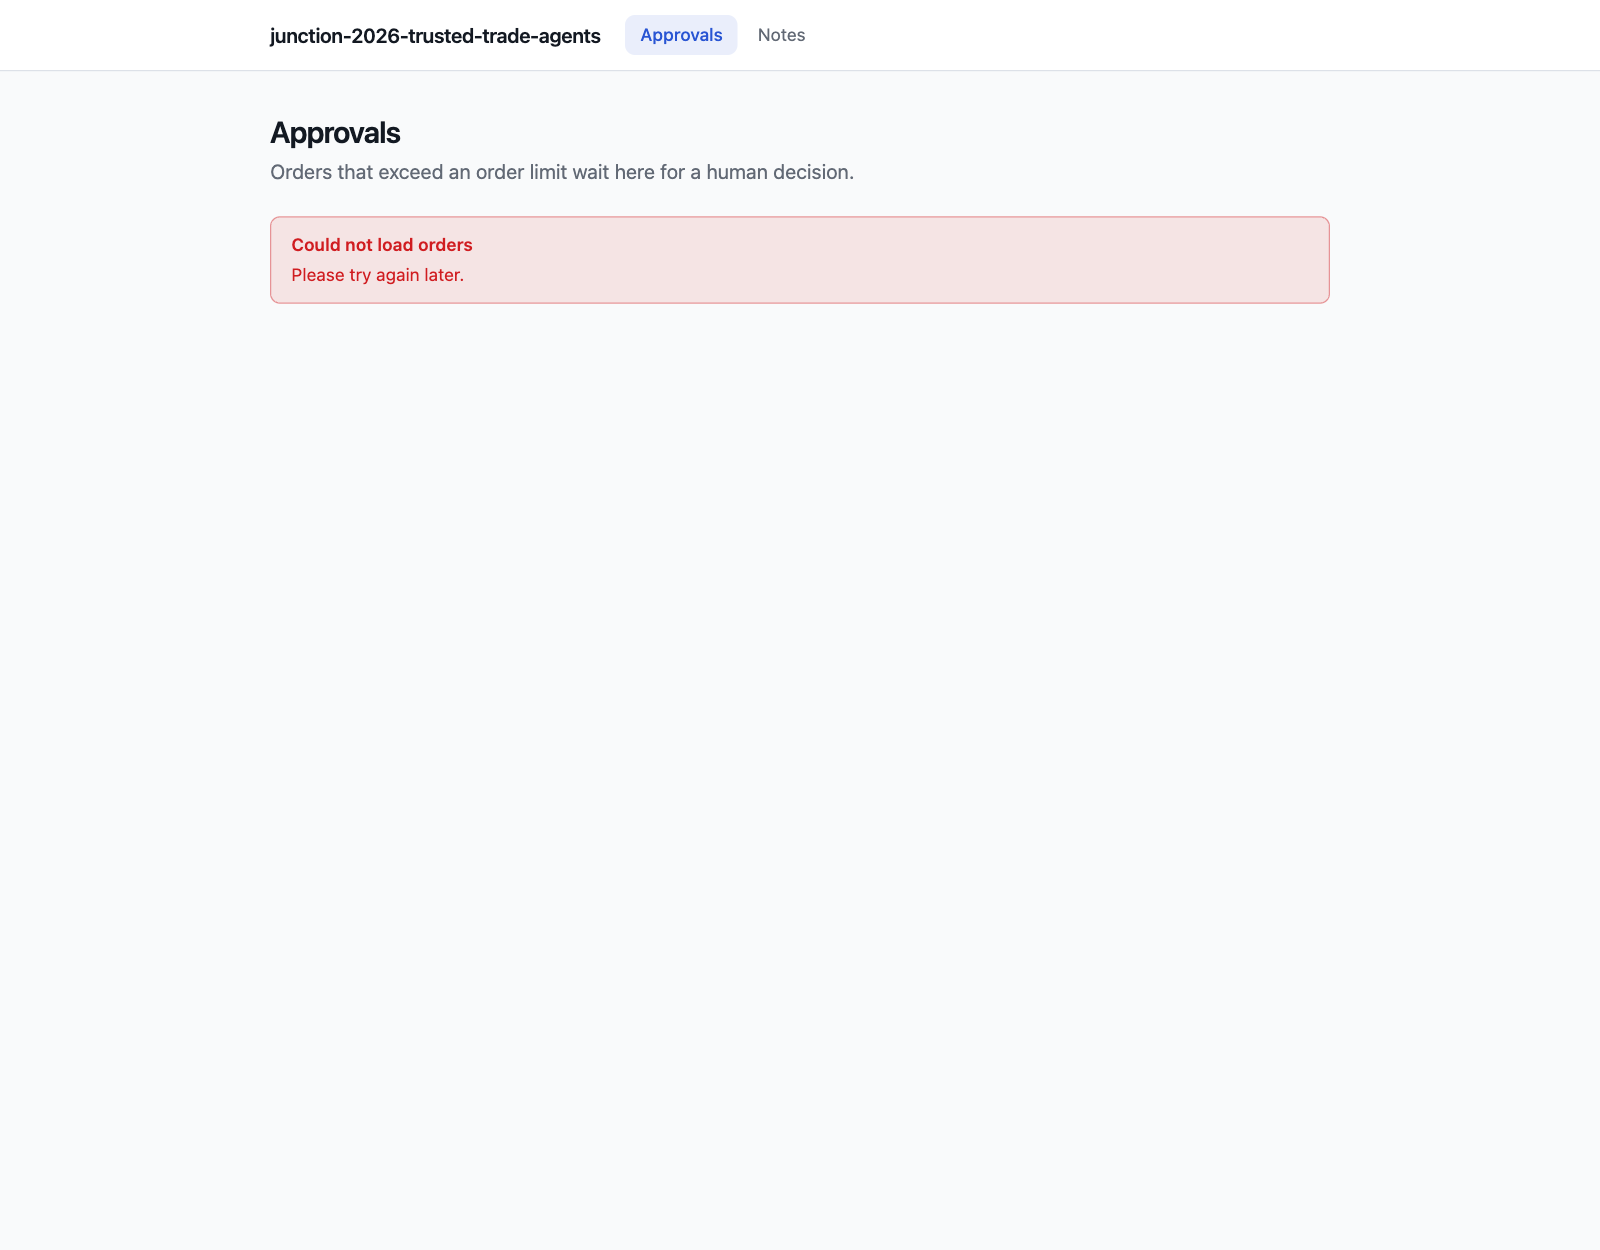 junction-2026-trusted-trade-agents Approvals Notes
Approvals
Orders that exceed an order limit wait here for a human decision.
Could not load orders
Please try again later.